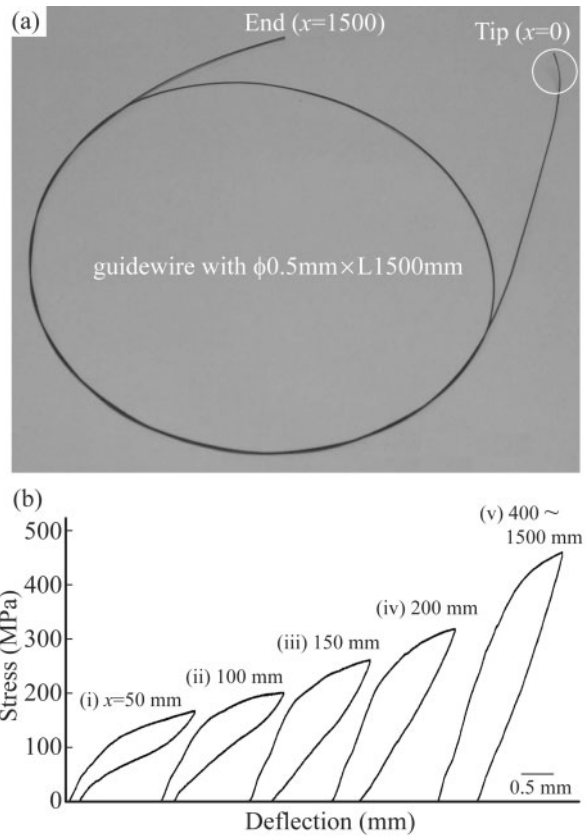 (a)
End (x=1500)
Tip (x=0)
guidewire with ϕ0.5mm×L1500mm
(b)
Stress (MPa)
500
400
300
200
100
0
(i) x=50 mm
(ii) 100 mm
(iii) 150 mm
(iv) 200 mm
(v) 400 ~
1500 mm
0.5 mm
Deflection (mm)